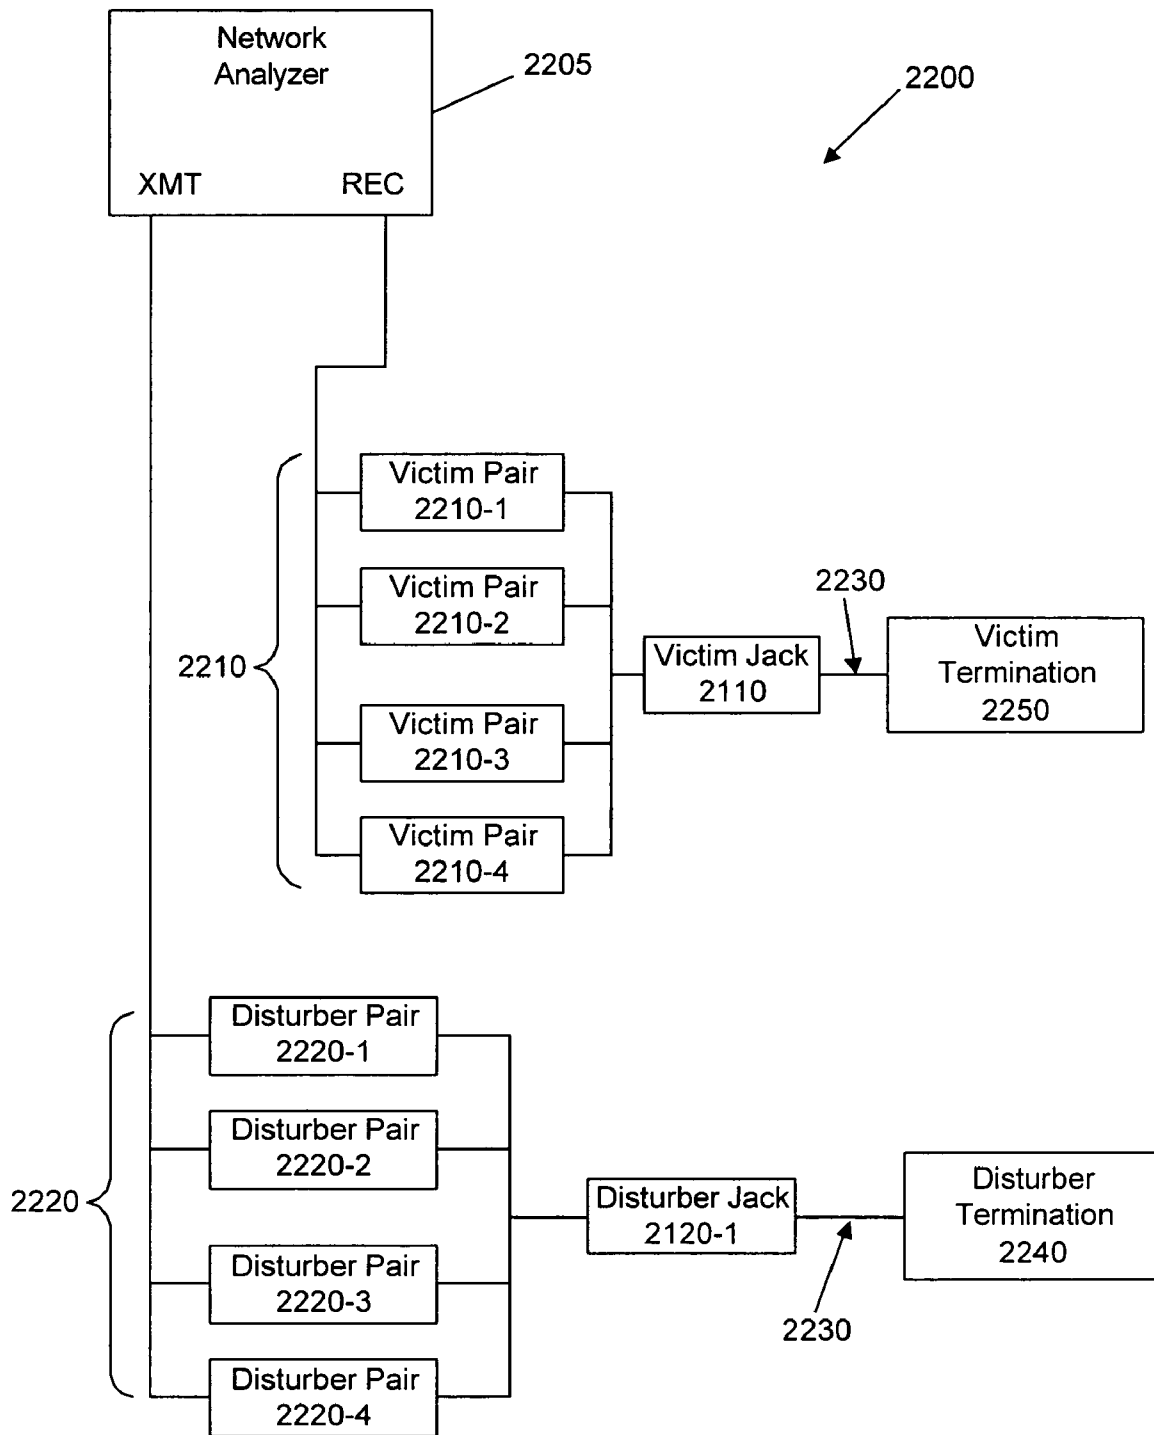 Network
Analyzer
2205
2200
XMT
REC
Victim Pair
2210-1
Victim Pair
2210-2
2230
2210
Victim Jack
2110
Victim
Termination
2250
Victim Pair
2210-3
Victim Pair
2210-4
Disturber Pair
2220-1
Disturber Pair
2220-2
2220
Disturber Jack
2120-1
Disturber
Termination
2240
Disturber Pair
2220-3
2230
Disturber Pair
2220-4